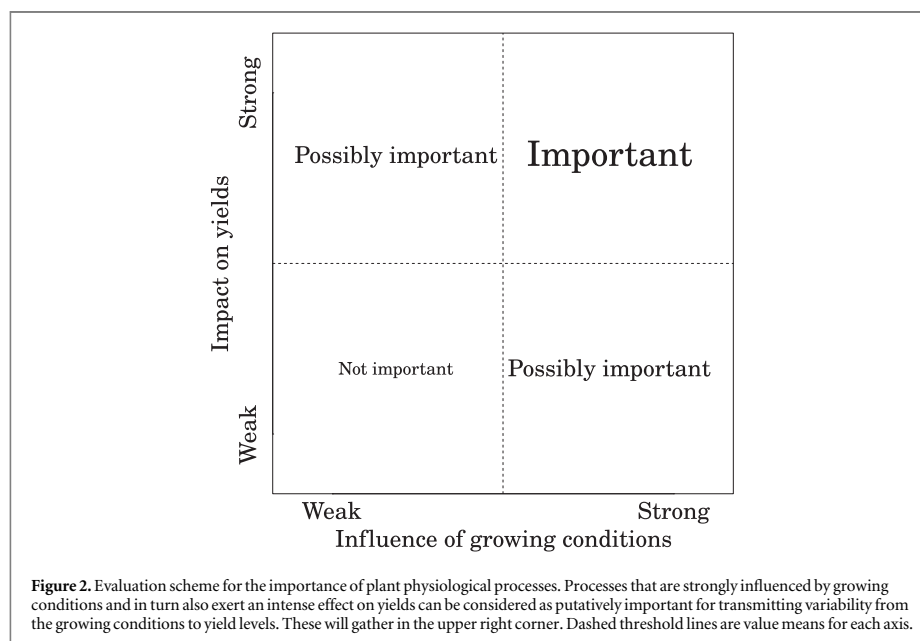 Strong
Possibly important
Important
Impact on yields
Not important
Possibly important
Weak
Weak
Strong
Influence of growing conditions
Figure 2. Evaluation scheme for the importance of plant physiological processes. Processes that are strongly influenced by growing
conditions and in turn also exert an intense effect on yields can be considered as putatively important for transmitting variability from
the growing conditions to yield levels. These will gather in the upper right corner. Dashed threshold lines are value means for each axis.